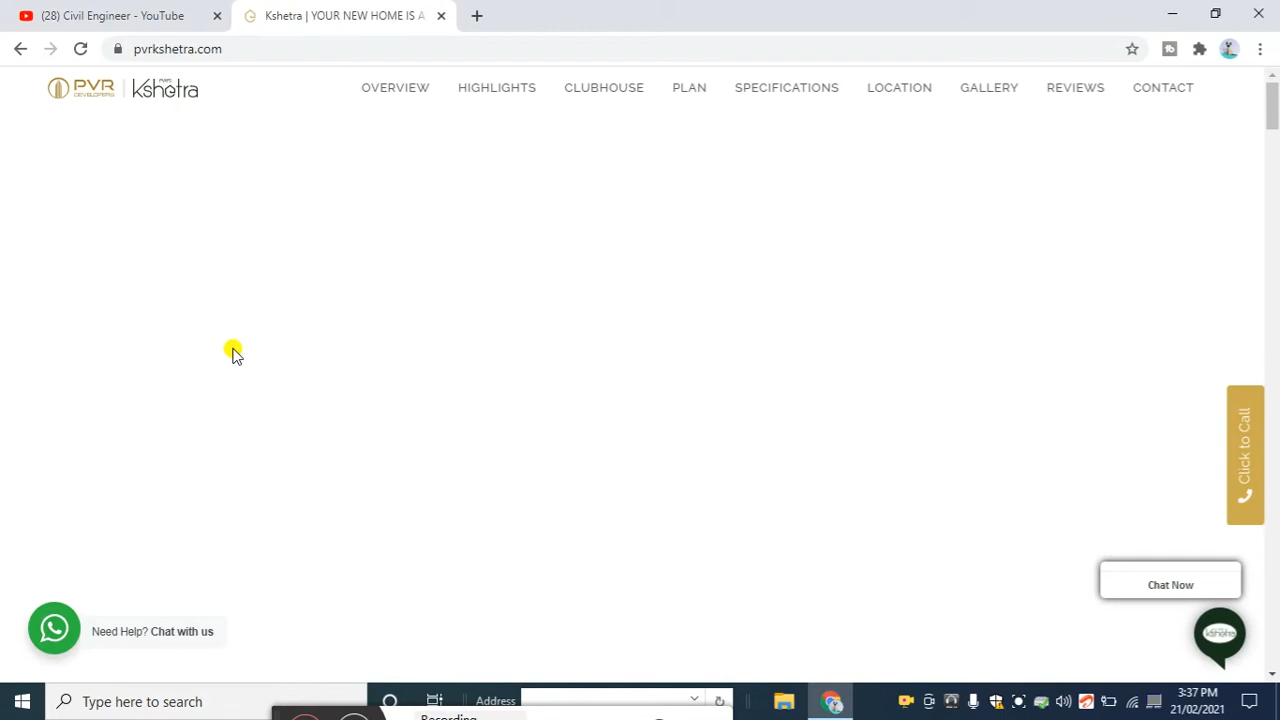 (28) Civil Engineer - YouTube
Kshetra | YOUR NEW HOME IS A
pvrkshetra.com
PVR DEVELOPERS
PVR'S kshetra
OVERVIEW
HIGHLIGHTS
CLUBHOUSE
PLAN
SPECIFICATIONS
LOCATION
GALLERY
REVIEWS
CONTACT
Click to Call
Chat Now
kshetra
Need Help? Chat with us
Type here to search
Address
Recording
3:37 PM
21/02/2021